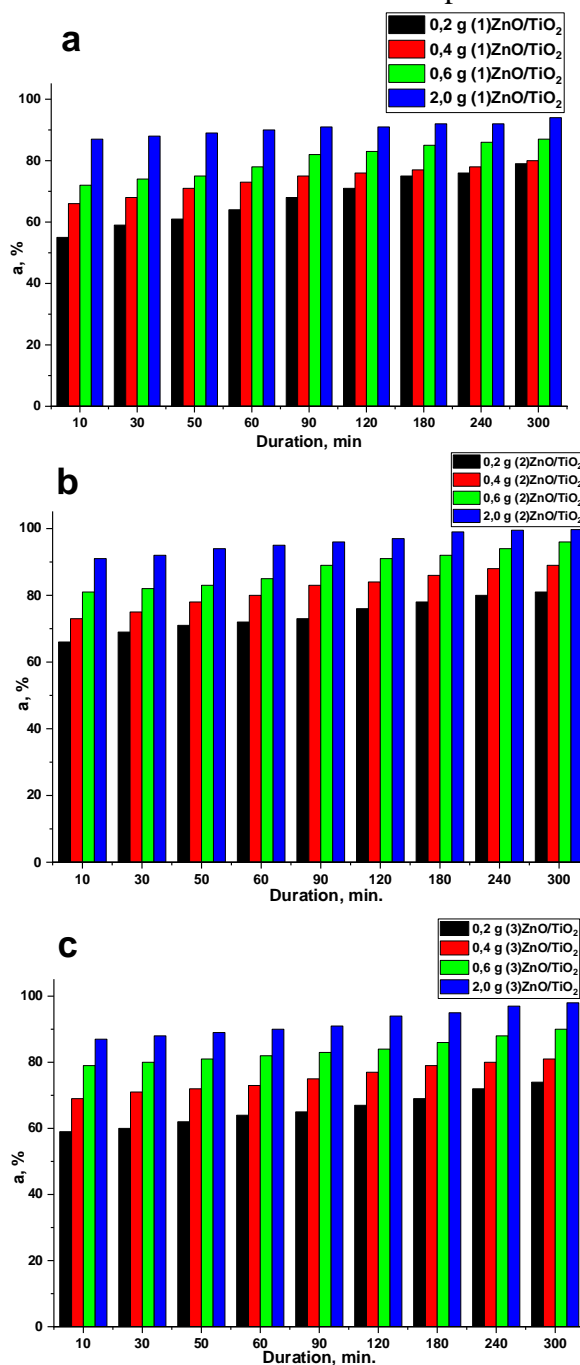 a
0,2 g (1)ZnO/TiO₂
0,4 g (1)ZnO/TiO₂
0,6 g (1)ZnO/TiO₂
2,0 g (1)ZnO/TiO₂
100
80
60
40
20
0
a, %
10 30 50 60 90 120 180 240 300
Duration, min
b
0,2 g (2)ZnO/TiO₂
0,4 g (2)ZnO/TiO₂
0,6 g (2)ZnO/TiO₂
2,0 g (2)ZnO/TiO₂
100
80
60
40
20
0
a, %
10 30 50 60 90 120 180 240 300
Duration, min.
c
0,2 g (3)ZnO/TiO₂
0,4 g (3)ZnO/TiO₂
0,6 g (3)ZnO/TiO₂
2,0 g (3)ZnO/TiO₂
100
80
60
40
20
0
a, %
10 30 50 60 90 120 180 240 300
Duration, min.